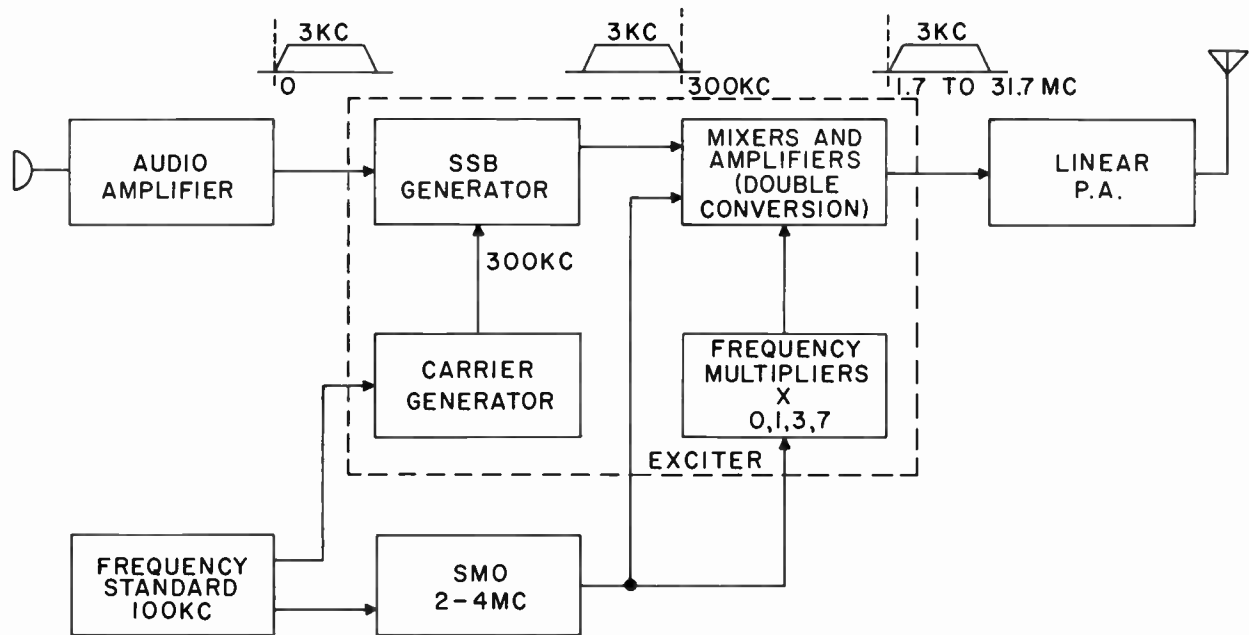 3KC
0
3KC
300KC
3KC
1.7 TO 31.7 MC
AUDIO
AMPLIFIER
SSB
GENERATOR
MIXERS AND
AMPLIFIERS
(DOUBLE
CONVERSION)
LINEAR
P.A.
300KC
CARRIER
GENERATOR
FREQUENCY
MULTIPLIERS
X
0,1,3,7
EXCITER
FREQUENCY
STANDARD
100KC
SMO
2-4MC